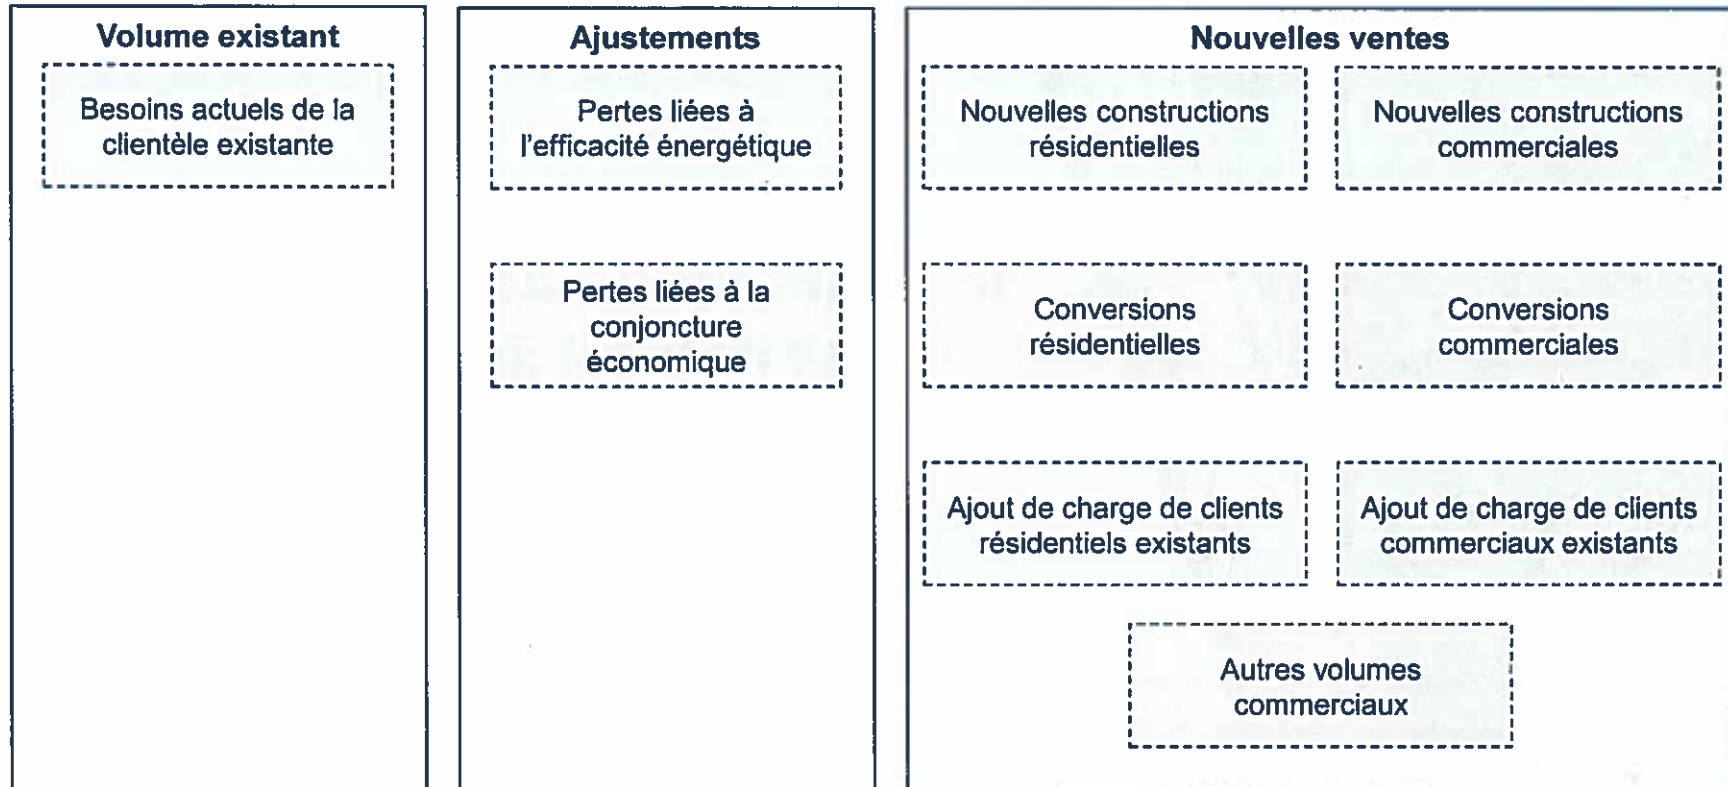 Volume existant
Besoins actuels de la
clientèle existante
Ajustements
Pertes liées à
l'efficacité énergétique
Pertes liées à la
conjoncture
économique
Nouvelles ventes
Nouvelles constructions
résidentielles
Nouvelles constructions
commerciales
Conversions
résidentielles
Conversions
commerciales
Ajout de charge de clients
résidentiels existants
Ajout de charge de clients
commerciaux existants
Autres volumes
commerciaux